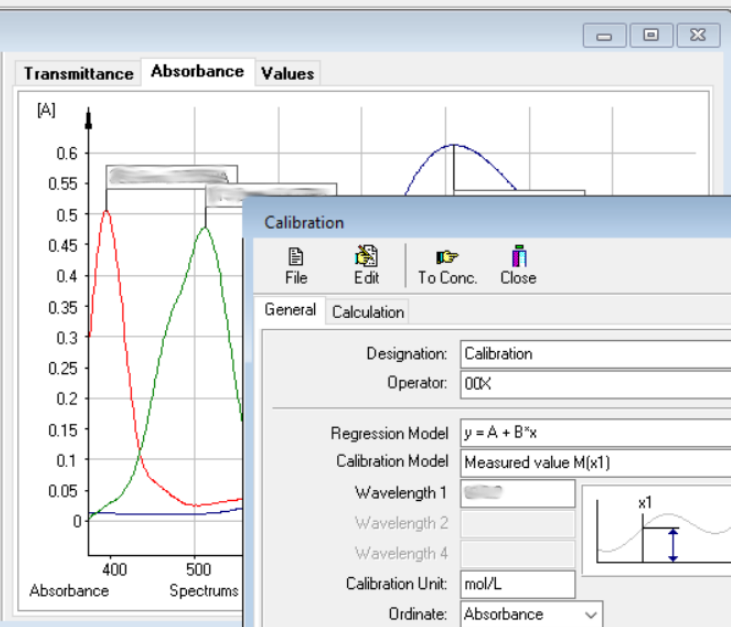 Transmittance Absorbance Values
[A]
0.6
0.55
0.5
0.45
0.4
0.35
0.3
0.25
0.2
0.15
0.1
0.05
0
400 500
Absorbance Spectrums
Calibration
File Edit To Conc. Close
General Calculation
Designation: Calibration
Operator: 00X
Regression Model y = A + B*x
Calibration Model Measured value M(x1)
Wavelength 1
x1
Wavelength 2
Wavelength 4
Calibration Unit: mol/L
Ordinate: Absorbance